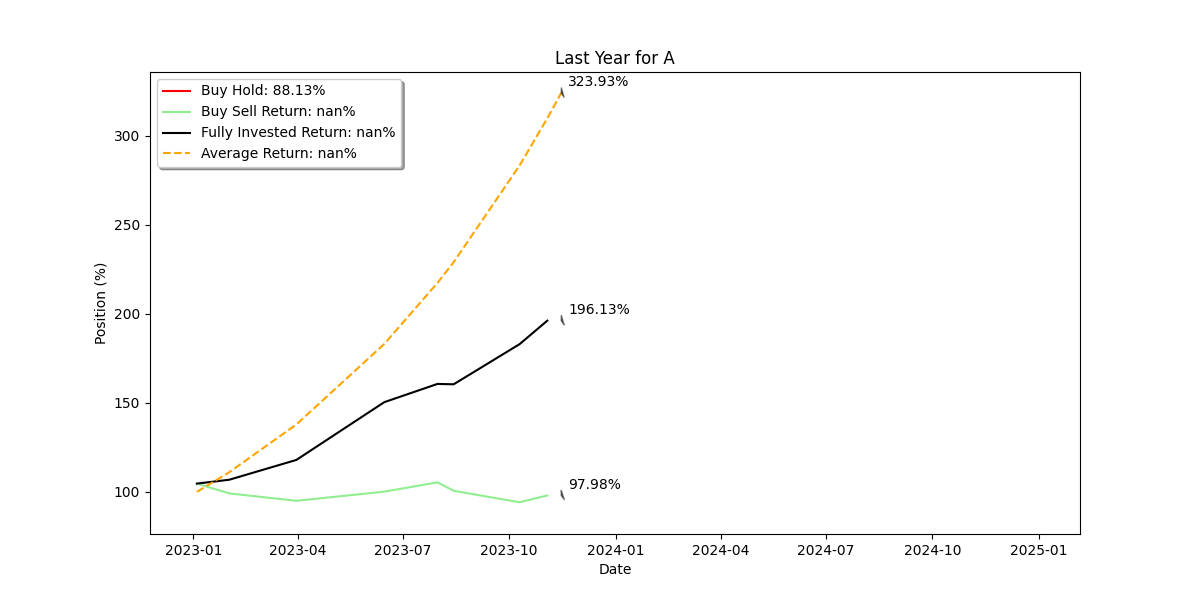 Last Year for A
Buy Hold: 88.13%
Buy Sell Return: nan%
Fully Invested Return: nan%
Average Return: nan%
323.93%
196.13%
97.98%
Position (%)
300
250
200
150
100
2023-01 2023-04 2023-07 2023-10 2024-01 2024-04 2024-07 2024-10 2025-01
Date